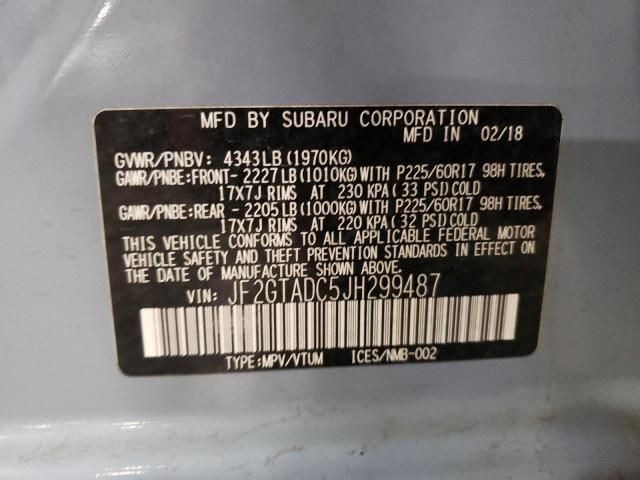 MFD BY SUBARU CORPORATION
MFD IN 02/18
GVWR/PNBV: 4343LB(1970KG)
GAWR/PNBE:FRONT- 2227LB(1010KG)WITH P225/60R17 98H TIRES,
17X7J RIMS AT 230 KPA(33 PSI)COLD
GAWR/PNBE:REAR - 2205LB(1000KG)WITH P225/60R17 98H TIRES,
17X7J RIMS AT 220 KPA(32 PSI)COLD
THIS VEHICLE CONFORMS TO ALL APPLICABLE FEDERAL MOTOR
VEHICLE SAFETY AND THEFT PREVENTION STANDARDS IN EFFECT ON
THE DATE OF MANUFACTURE SHOWN ABOVE.
VIN: JF2GTADC5JH299487
TYPE:MPV/VTUM ICES/NMB-002